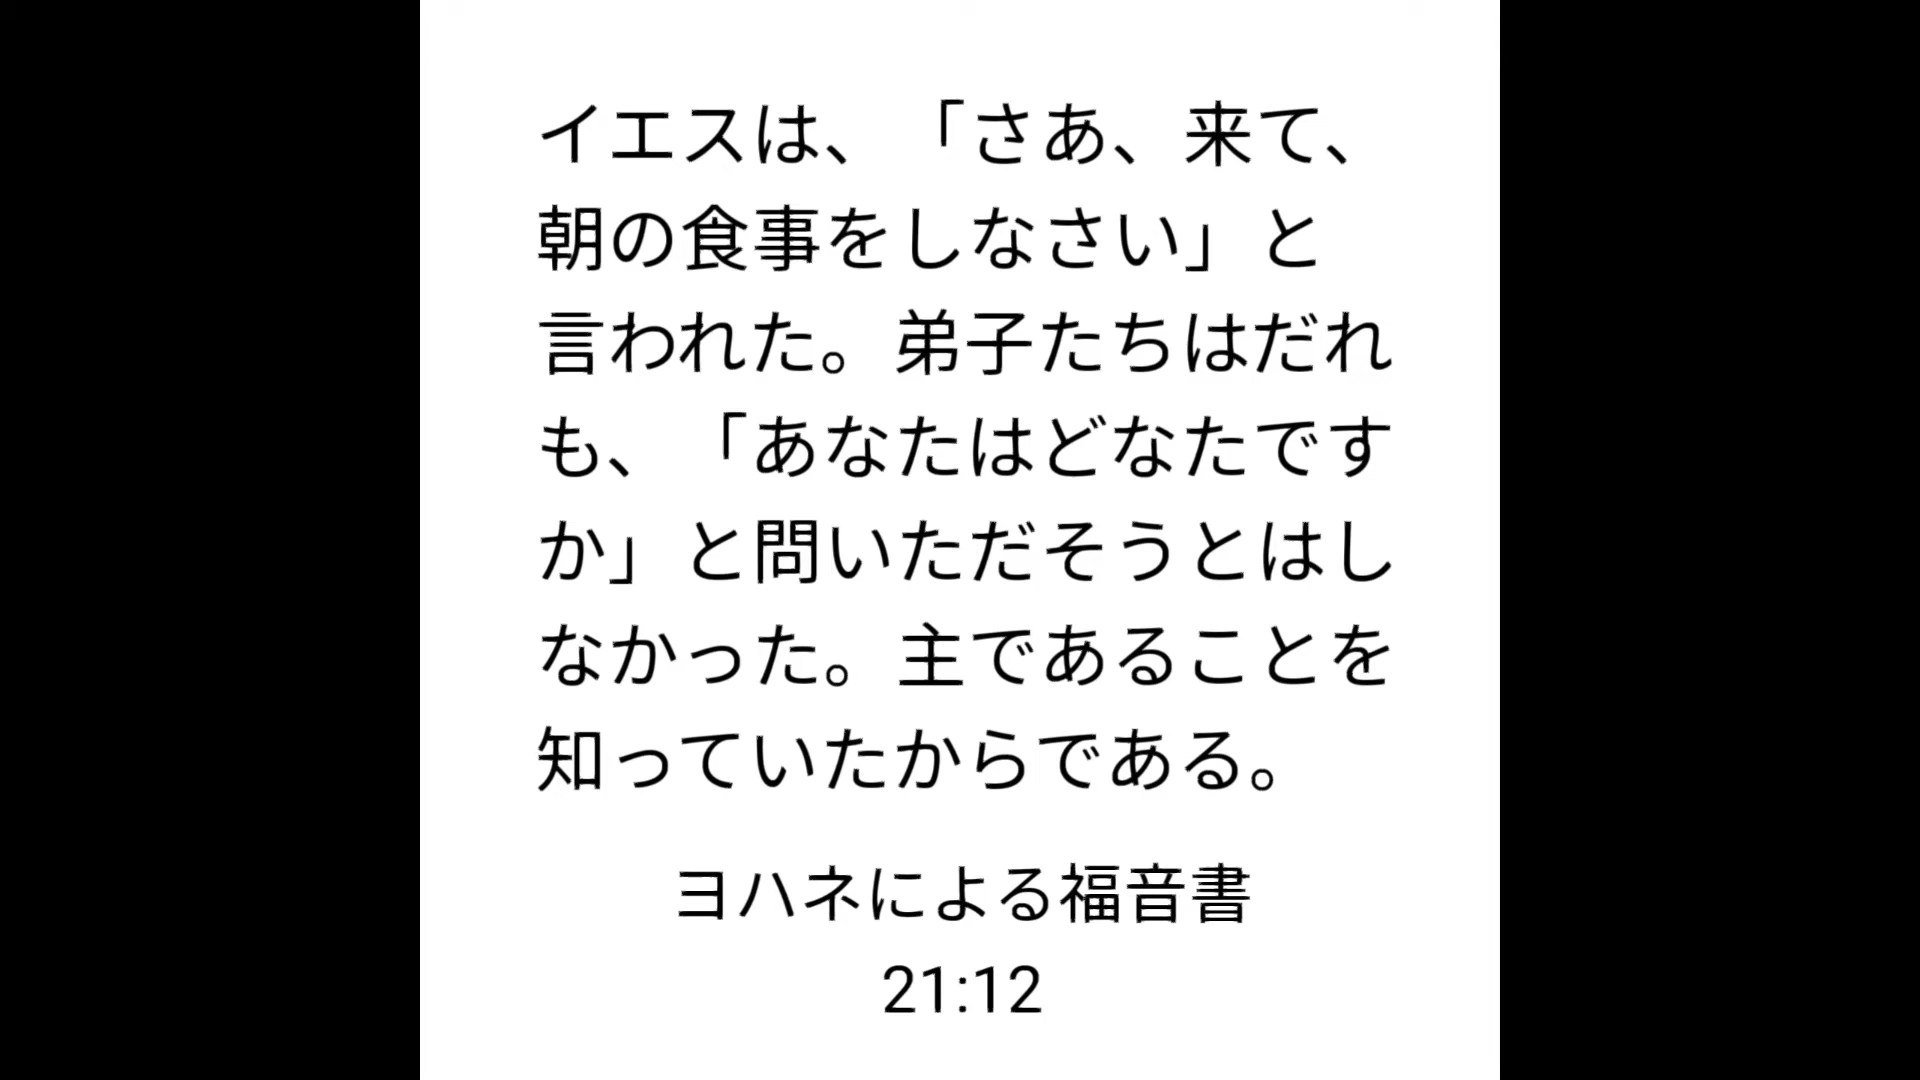 イエスは、「さあ、来て、
朝の食事をしなさい」と
言われた。弟子たちはだれ
も、「あなたはどなたです
か」と問いただそうとはし
なかった。主であることを
知っていたからである。
ヨハネによる福音書
21:12